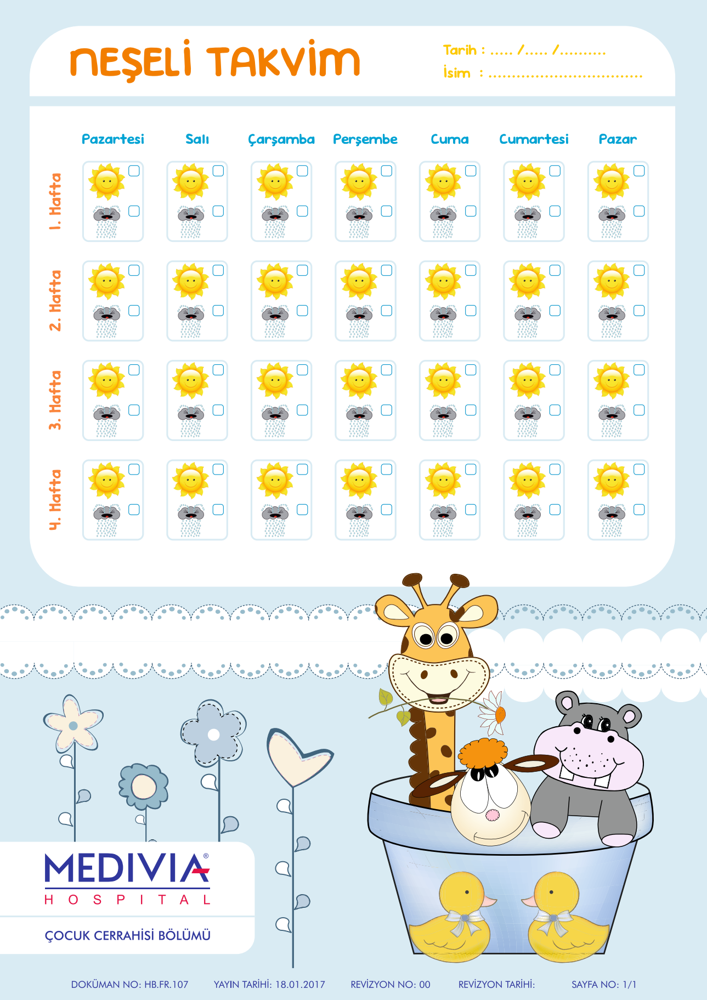 NEŞELİ TAKVİM
Tarih : ..... /..... /..........
İsim : ................................
Pazartesi Salı Çarşamba Perşembe Cuma Cumartesi Pazar
1. Hafta
2. Hafta
3. Hafta
4. Hafta
MEDIVIA®
HOSPITAL
ÇOCUK CERRAHİSİ BÖLÜMÜ
DOKÜMAN NO: HB.FR.107 YAYIN TARİHİ: 18.01.2017 REVİZYON NO: 00 REVİZYON TARİHİ: SAYFA NO: 1/1